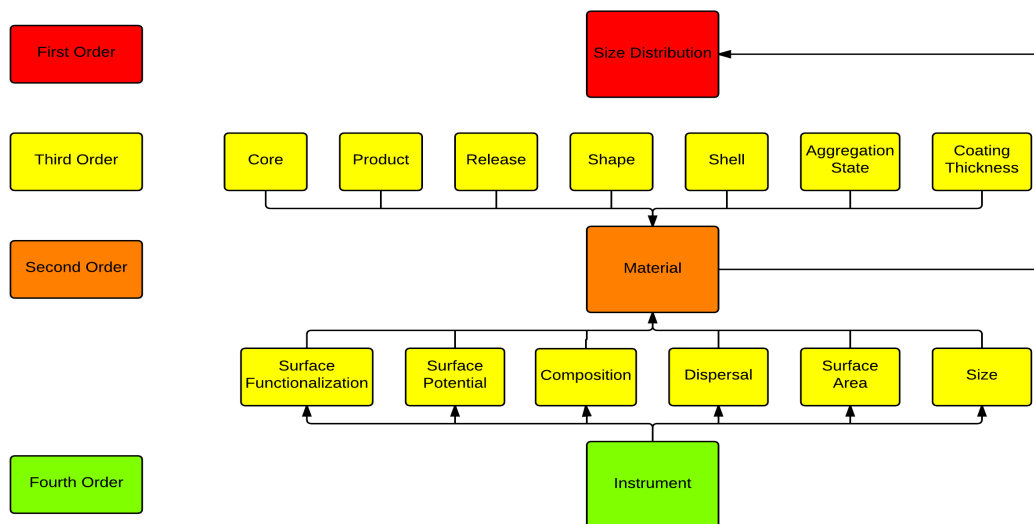 First Order
Size Distribution
Third Order
Core
Product
Release
Shape
Shell
Aggregation
State
Coating
Thickness
Second Order
Material
Surface
Functionalization
Surface
Potential
Composition
Dispersal
Surface
Area
Size
Fourth Order
Instrument